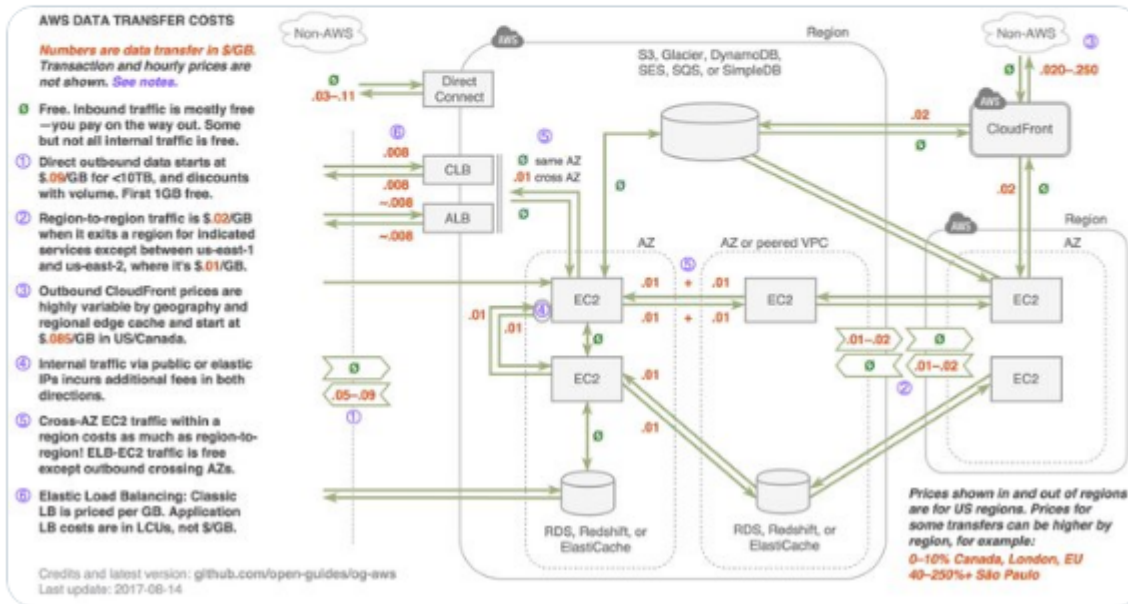 AWS DATA TRANSFER COSTS
Numbers are data transfer in $/GB.
Transaction and hourly prices are
not shown. See notes.
Ø Free. Inbound traffic is mostly free
—you pay on the way out. Some
but not all internal traffic is free.
① Direct outbound data starts at
$.09/GB for <10TB, and discounts
with volume. First 1GB free.
② Region-to-region traffic is $.02/GB
when it exits a region for indicated
services except between us-east-1
and us-east-2, where it's $.01/GB.
③ Outbound CloudFront prices are
highly variable by geography and
regional edge cache and start at
$.085/GB in US/Canada.
④ Internal traffic via public or elastic
IPs incurs additional fees in both
directions.
⑤ Cross-AZ EC2 traffic within a
region costs as much as region-to-
region! ELB-EC2 traffic is free
except outbound crossing AZs.
⑥ Elastic Load Balancing: Classic
LB is priced per GB. Application
LB costs are in LCUs, not $/GB.
Credits and latest version: github.com/open-guides/og-aws
Last update: 2017-08-14
Non-AWS
Ø
.03–.11
Direct
Connect
AWS
Region
S3, Glacier, DynamoDB,
SES, SQS, or SimpleDB
Non-AWS
③
Ø
.020–.250
AWS
CloudFront
.02
Ø
.02
Ø
⑥
.008
CLB
.008
~.008
ALB
~.008
⑤
Ø same AZ
.01 cross AZ
Ø
Ø
AZ
AZ or peered VPC
AWS
Region
AZ
EC2
④
.01
.01
.01 + .01
⑤
.01 + .01
EC2
EC2
Ø
EC2
.01
.01
Ø
.01–.02
Ø
Ø
.01–.02
②
EC2
Ø
.05–.09
①
RDS, Redshift, or
ElastiCache
RDS, Redshift, or
ElastiCache
Prices shown in and out of regions
are for US regions. Prices for
some transfers can be higher by
region, for example:
0–10% Canada, London, EU
40–250%+ São Paulo